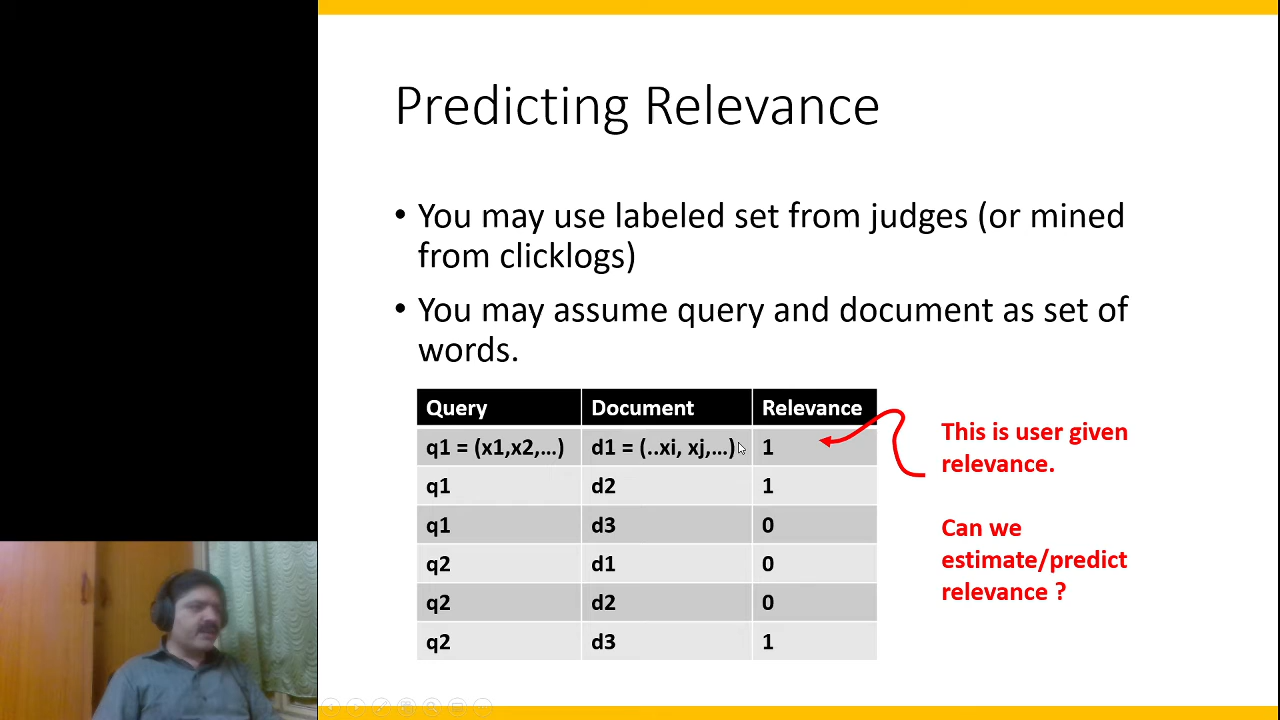 Predicting Relevance
• You may use labeled set from judges (or mined
from clicklogs)
• You may assume query and document as set of
words.
Query Document Relevance
q1 = (x1,x2,...) d1 = (..xi, xj,...) 1
q1 d2 1
q1 d3 0
q2 d1 0
q2 d2 0
q2 d3 1
This is user given
relevance.
Can we
estimate/predict
relevance ?